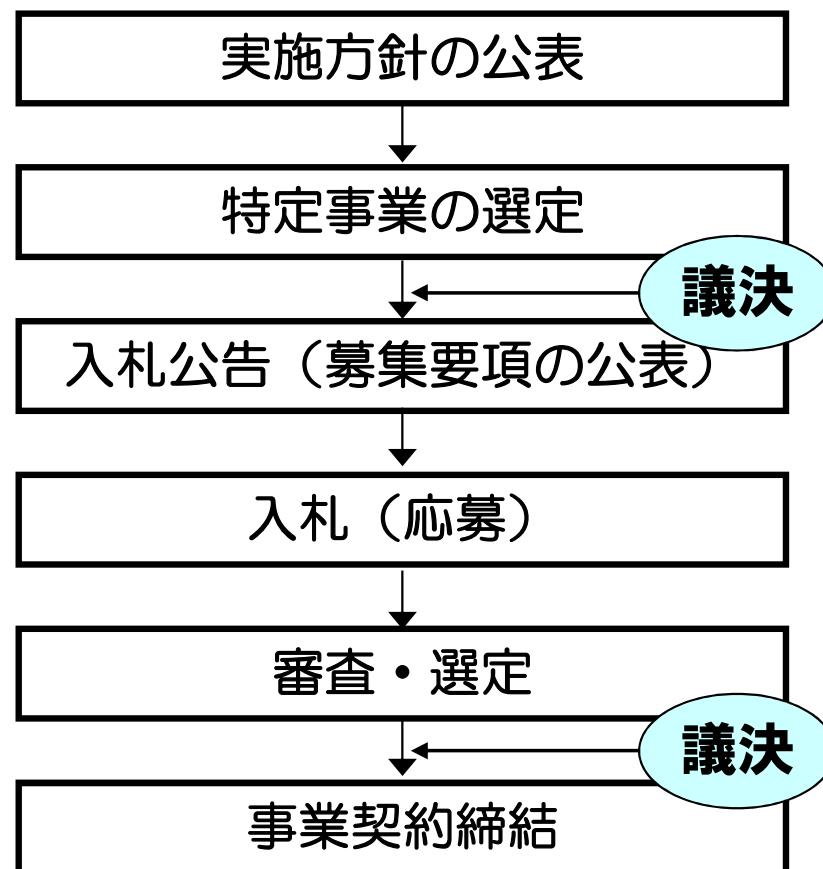 実施方針の公表
特定事業の選定
議決
入札公告（募集要項の公表）
入札（応募）
審査・選定
議決
事業契約締結